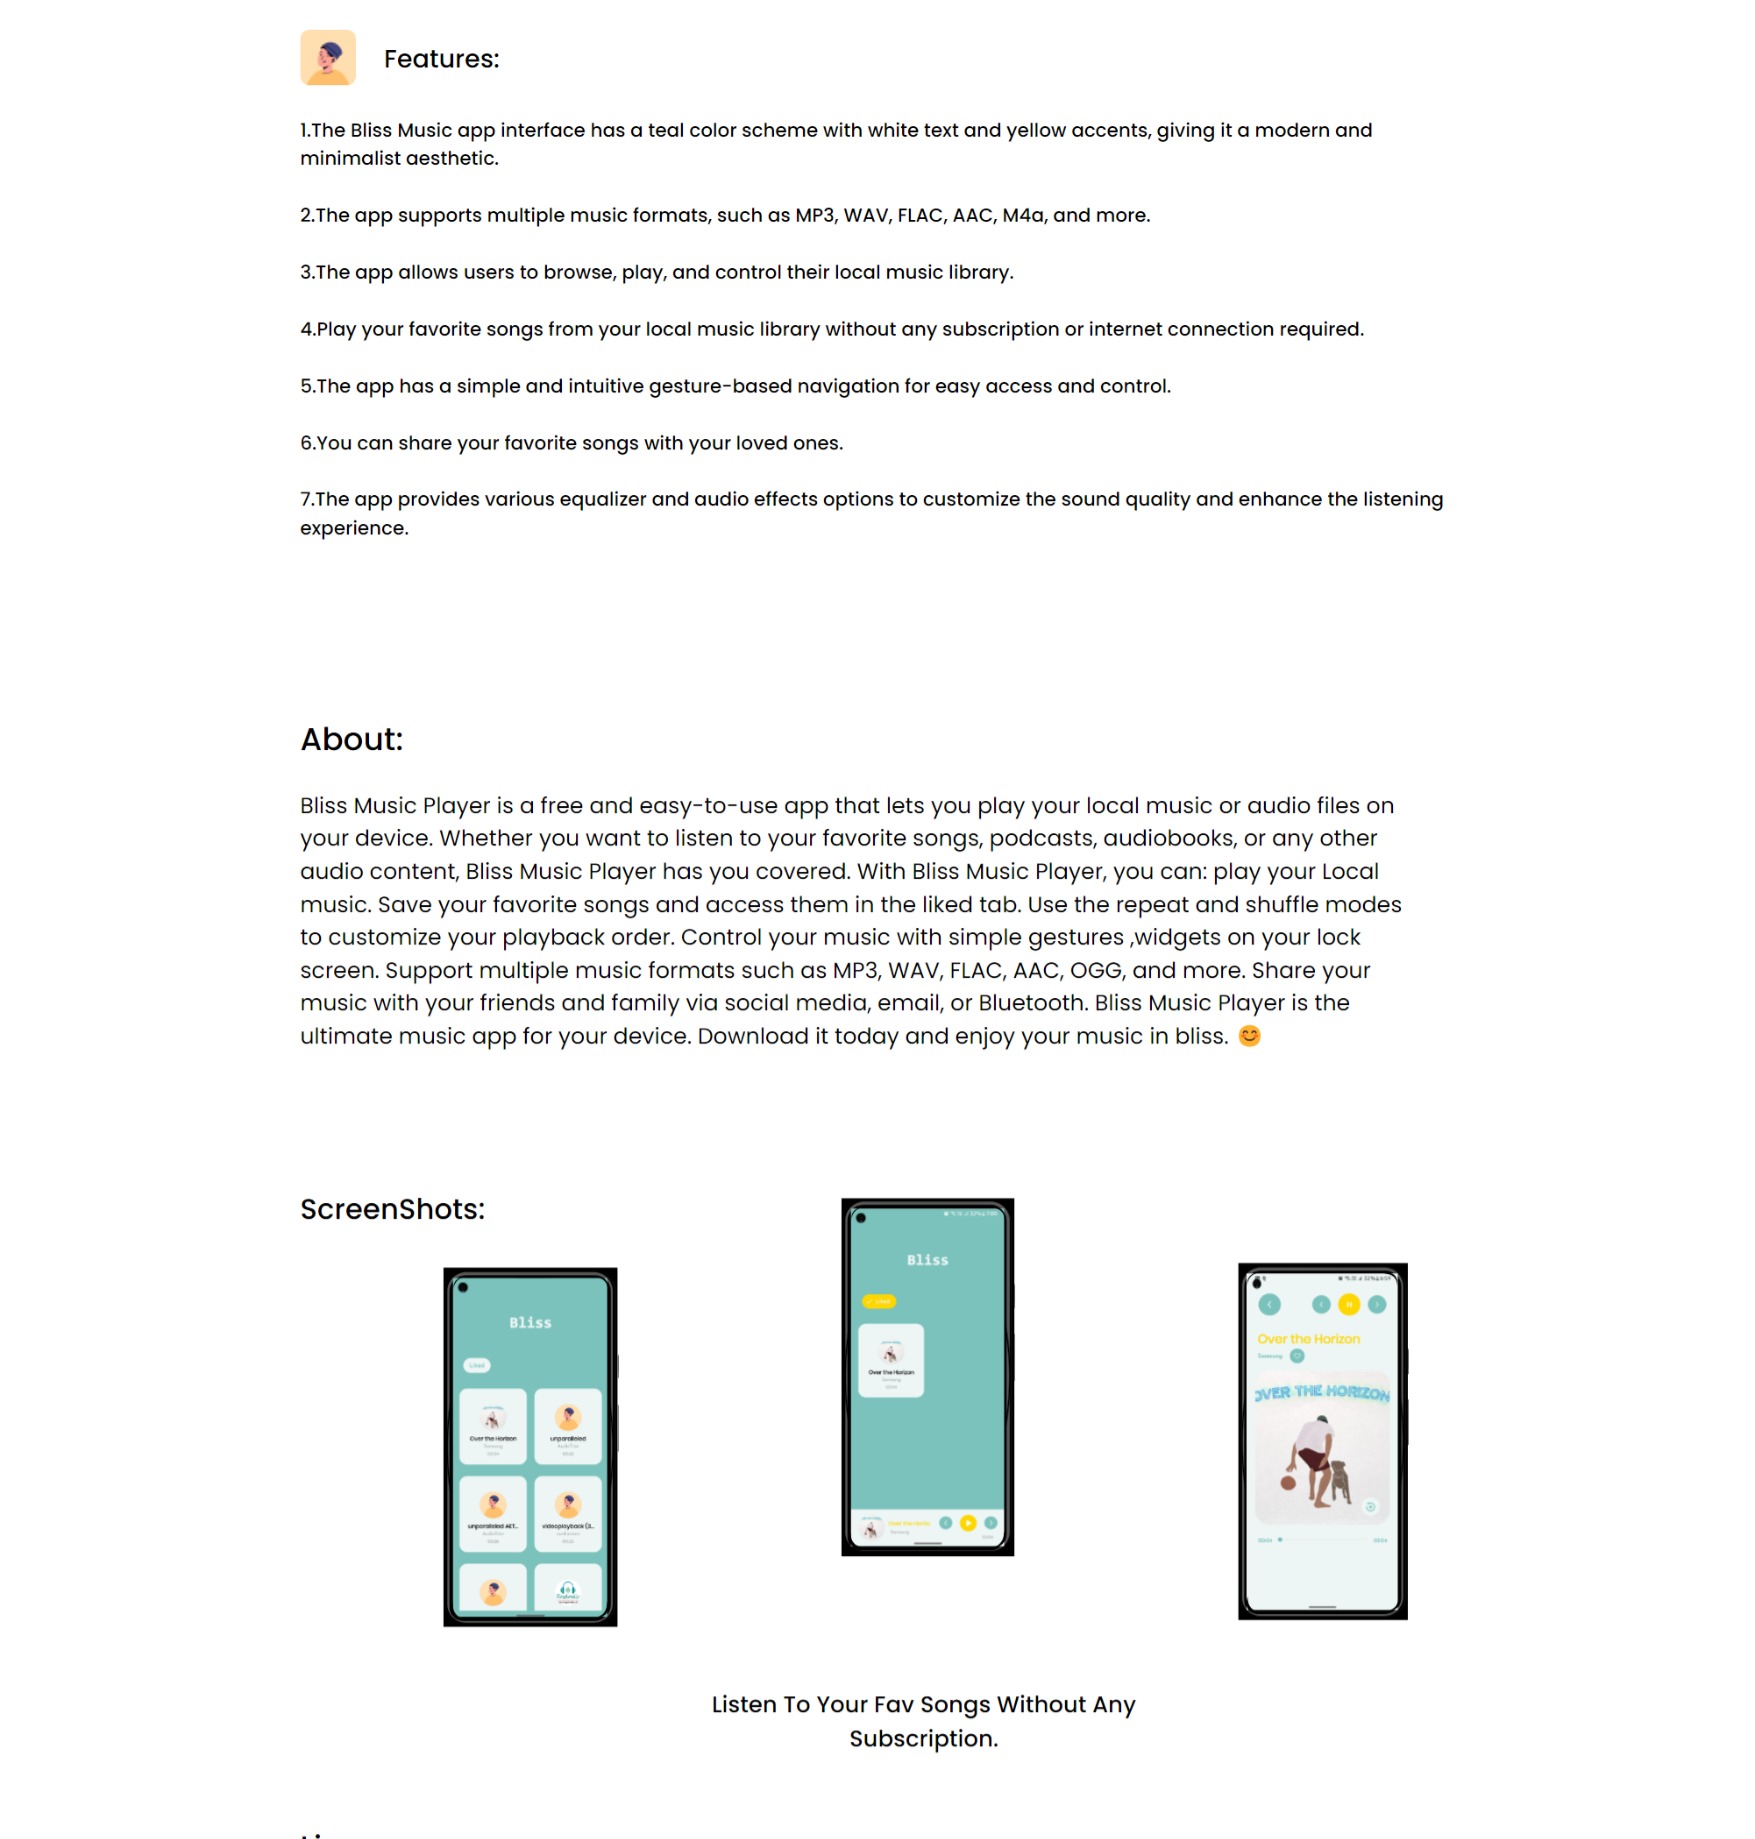 Features:
1.The Bliss Music app interface has a teal color scheme with white text and yellow accents, giving it a modern and
minimalist aesthetic.
2.The app supports multiple music formats, such as MP3, WAV, FLAC, AAC, M4a, and more.
3.The app allows users to browse, play, and control their local music library.
4.Play your favorite songs from your local music library without any subscription or internet connection required.
5.The app has a simple and intuitive gesture-based navigation for easy access and control.
6.You can share your favorite songs with your loved ones.
7.The app provides various equalizer and audio effects options to customize the sound quality and enhance the listening
experience.
About:
Bliss Music Player is a free and easy-to-use app that lets you play your local music or audio files on
your device. Whether you want to listen to your favorite songs, podcasts, audiobooks, or any other
audio content, Bliss Music Player has you covered. With Bliss Music Player, you can: play your Local
music. Save your favorite songs and access them in the liked tab. Use the repeat and shuffle modes
to customize your playback order. Control your music with simple gestures ,widgets on your lock
screen. Support multiple music formats such as MP3, WAV, FLAC, AAC, OGG, and more. Share your
music with your friends and family via social media, email, or Bluetooth. Bliss Music Player is the
ultimate music app for your device. Download it today and enjoy your music in bliss. 😊
ScreenShots:
Bliss
Liked
Over the Horizon
Samsung
unparalleled
unparalleled AET...
videoplayback (2...
Bliss
Liked
Over the Horizon
Samsung
Over the Horizo
Samsung
Over the Horizon
Samsung
OVER THE HORIZON
Listen To Your Fav Songs Without Any
Subscription.